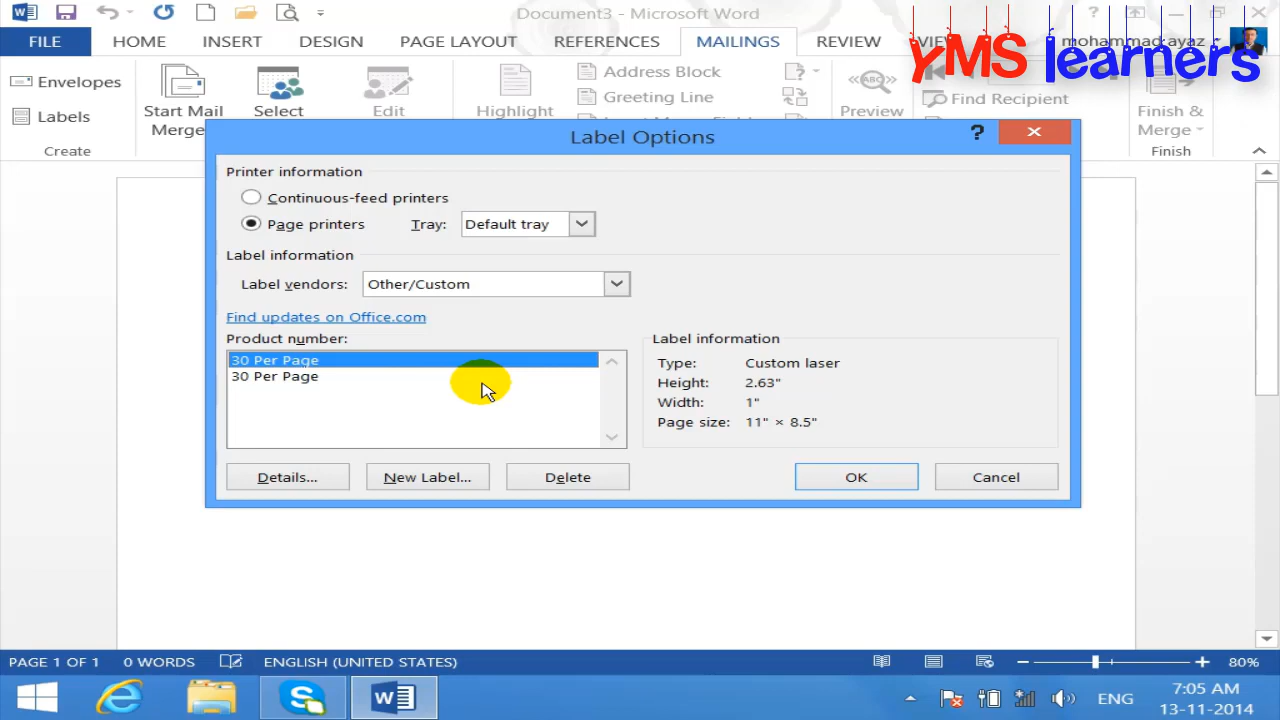 Document3 - Microsoft Word
FILE HOME INSERT DESIGN PAGE LAYOUT REFERENCES MAILINGS REVIEW VIEW mohammad ayaz
YMS learners
Envelopes
Labels
Create
Start Mail
Merge
Select
Edit
Highlight
Address Block
Greeting Line
ABC
Preview
Find Recipient
Finish &
Merge
Finish
Label Options
Printer information
Continuous-feed printers
Page printers Tray: Default tray
Label information
Label vendors: Other/Custom
Find updates on Office.com
Product number:
30 Per Page
30 Per Page
Label information
Type: Custom laser
Height: 2.63"
Width: 1"
Page size: 11" × 8.5"
Details... New Label... Delete OK Cancel
PAGE 1 OF 1 0 WORDS ENGLISH (UNITED STATES) 80%
ENG
7:05 AM
13-11-2014